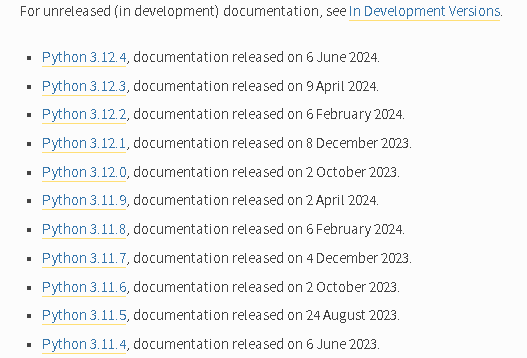 For unreleased (in development) documentation, see In Development Versions.
Python 3.12.4, documentation released on 6 June 2024.
Python 3.12.3, documentation released on 9 April 2024.
Python 3.12.2, documentation released on 6 February 2024.
Python 3.12.1, documentation released on 8 December 2023.
Python 3.12.0, documentation released on 2 October 2023.
Python 3.11.9, documentation released on 2 April 2024.
Python 3.11.8, documentation released on 6 February 2024.
Python 3.11.7, documentation released on 4 December 2023.
Python 3.11.6, documentation released on 2 October 2023.
Python 3.11.5, documentation released on 24 August 2023.
Python 3.11.4, documentation released on 6 June 2023.